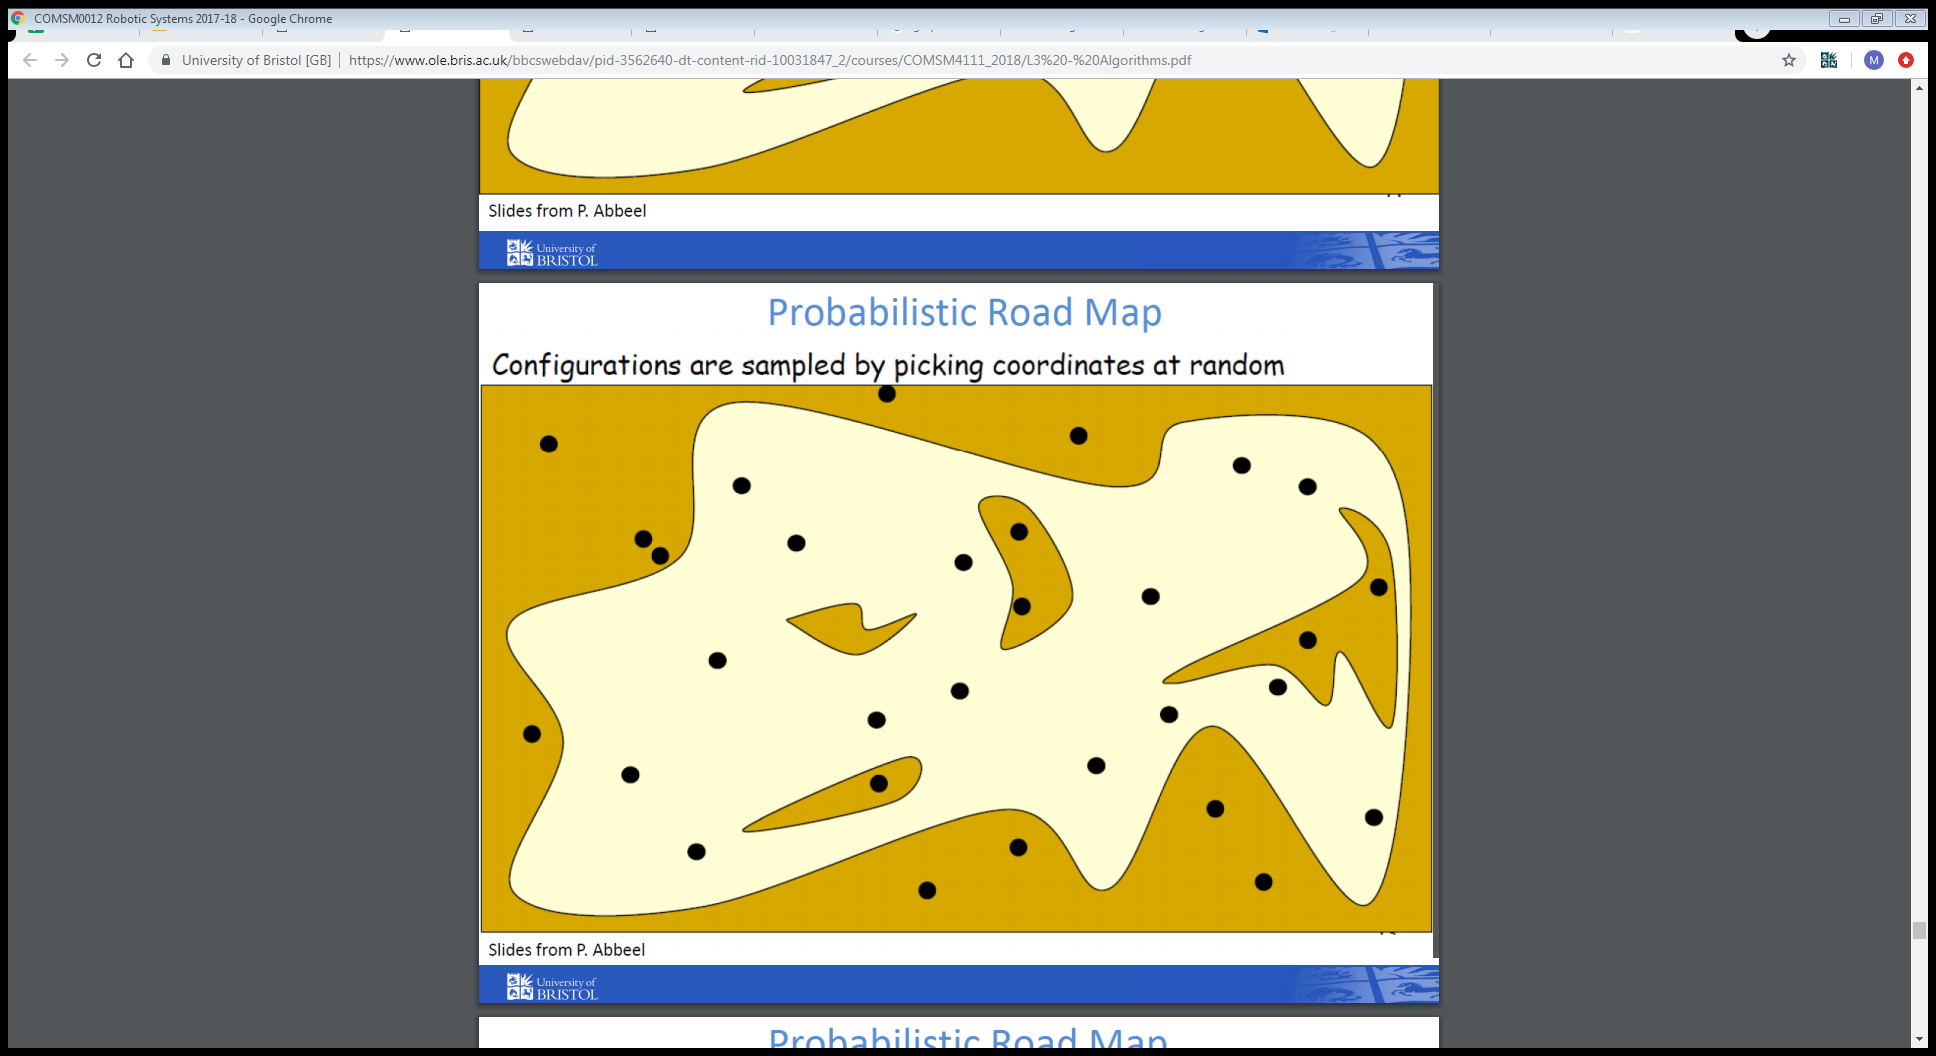 COMSM0012 Robotic Systems 2017-18 - Google Chrome
University of Bristol [GB] https://www.ole.bris.ac.uk/bbcswebdav/pid-3562640-dt-content-rid-10031847_2/courses/COMSM4111_2018/L3%20-%20Algorithms.pdf
M
Slides from P. Abbeel
University of
BRISTOL
Probabilistic Road Map
Configurations are sampled by picking coordinates at random
Slides from P. Abbeel
University of
BRISTOL
Probabilistic Road Map